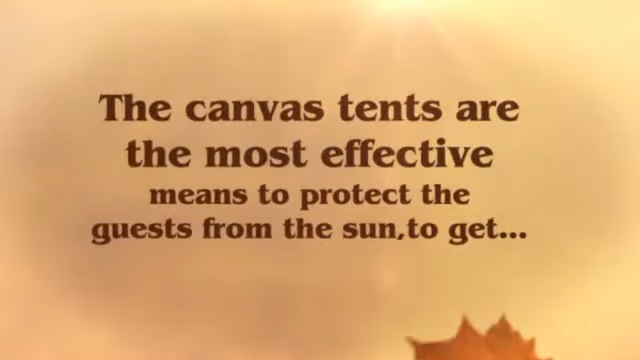 The canvas tents are
the most effective
means to protect the
guests from the sun,to get...